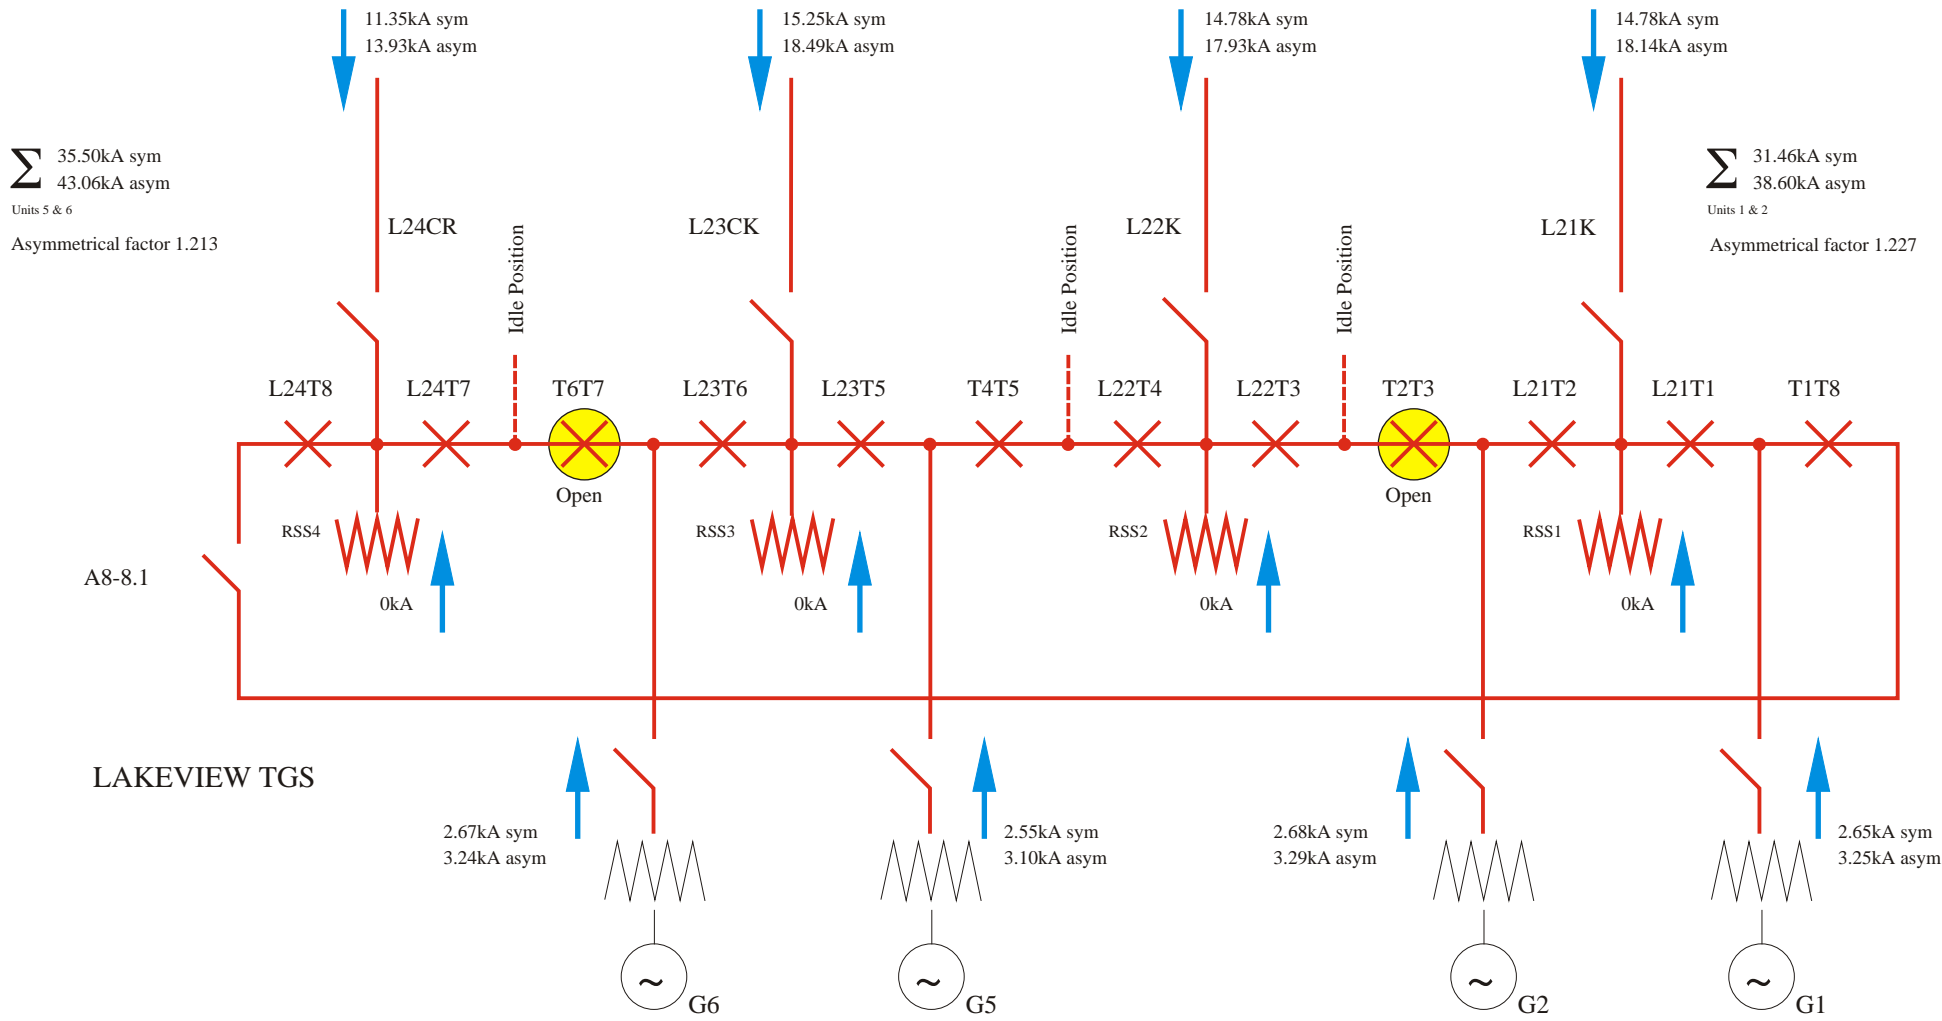 11.35kA sym
13.93kA asym
15.25kA sym
18.49kA asym
14.78kA sym
17.93kA asym
14.78kA sym
18.14kA asym
Σ 35.50kA sym
43.06kA asym
Units 5 & 6
Asymmetrical factor 1.213
Σ 31.46kA sym
38.60kA asym
Units 1 & 2
Asymmetrical factor 1.227
L24CR
L23CK
L22K
L21K
Idle Position
Idle Position
Idle Position
L24T8
L24T7
T6T7
L23T6
L23T5
T4T5
L22T4
L22T3
T2T3
L21T2
L21T1
T1T8
Open
Open
RSS4
RSS3
RSS2
RSS1
A8-8.1
0kA
0kA
0kA
0kA
LAKEVIEW TGS
2.67kA sym
3.24kA asym
2.55kA sym
3.10kA asym
2.68kA sym
3.29kA asym
2.65kA sym
3.25kA asym
~
~
~
~
G6
G5
G2
G1